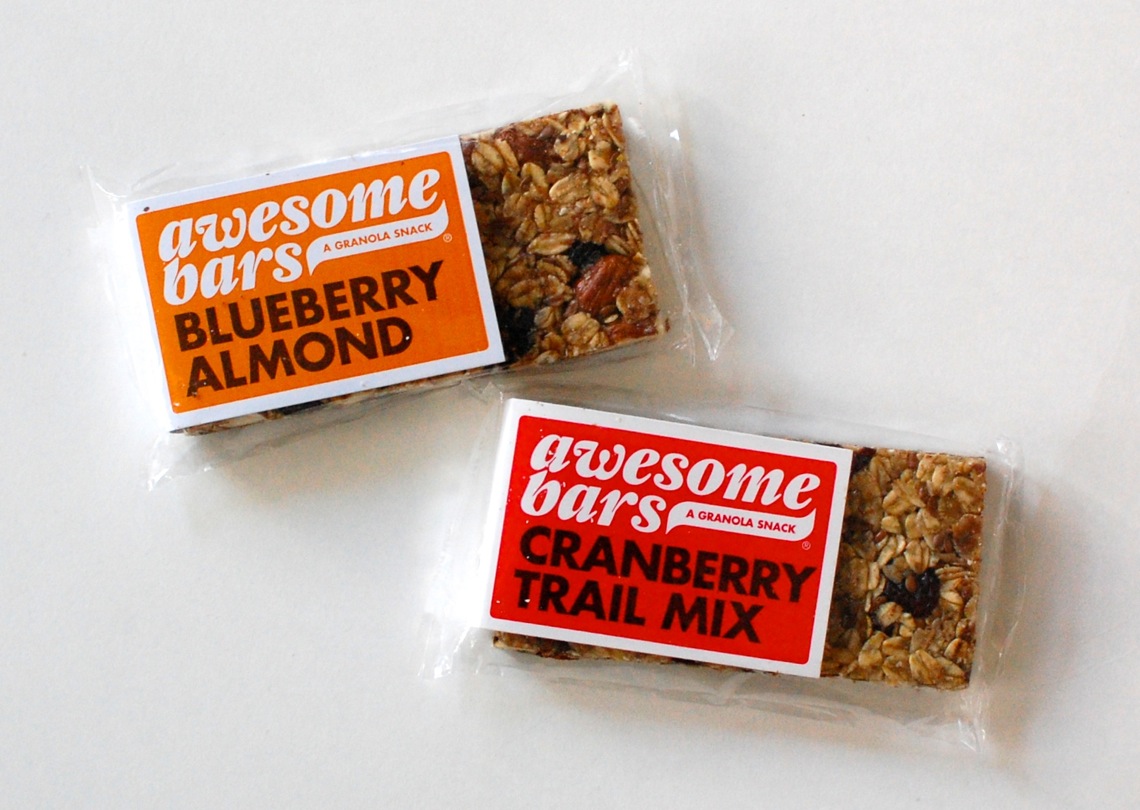 awesome
bars
A GRANOLA SNACK
®
BLUEBERRY
ALMOND
awesome
bars
A GRANOLA SNACK
®
CRANBERRY
TRAIL MIX